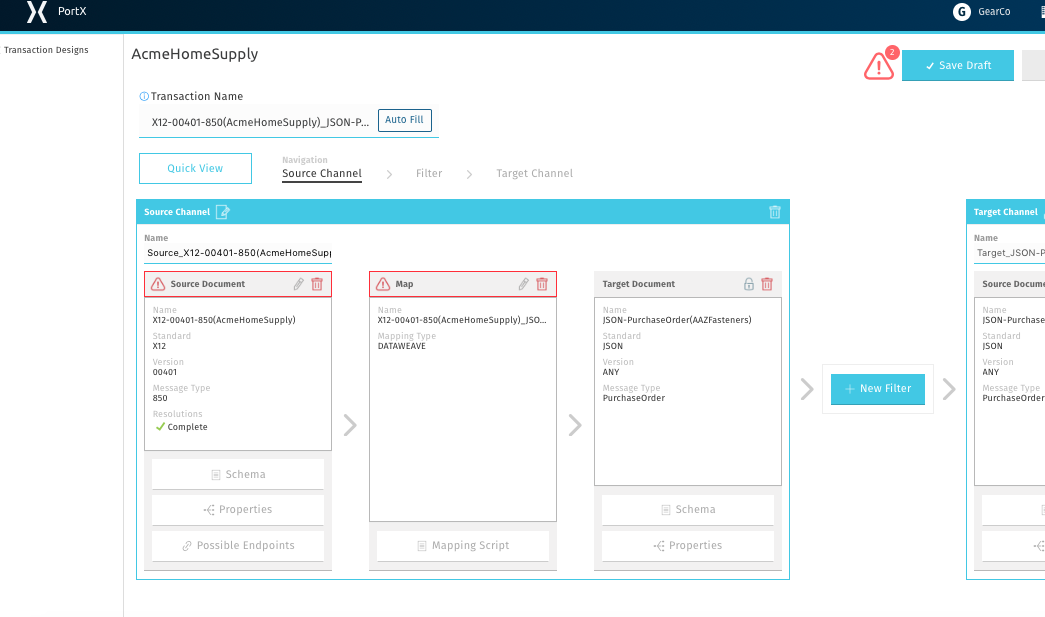 PortX
G GearCo
Transaction Designs
AcmeHomeSupply
2
Save Draft
Transaction Name
X12-00401-850(AcmeHomeSupply)_JSON-P...
Auto Fill
Quick View
Navigation
Source Channel
Filter
Target Channel
Source Channel
Name
Source_X12-00401-850(AcmeHomeSupp
Source Document
Name
X12-00401-850(AcmeHomeSupply)
Standard
X12
Version
00401
Message Type
850
Resolutions
Complete
Schema
Properties
Possible Endpoints
Map
Name
X12-00401-850(AcmeHomeSupply)_JSO...
Mapping Type
DATAWEAVE
Mapping Script
Target Document
Name
JSON-PurchaseOrder(AAZFasteners)
Standard
JSON
Version
ANY
Message Type
PurchaseOrder
Schema
Properties
New Filter
Target Channel
Name
Target_JSON-P
Source Docume
Name
JSON-Purchase
Standard
JSON
Version
ANY
Message Type
PurchaseOrder